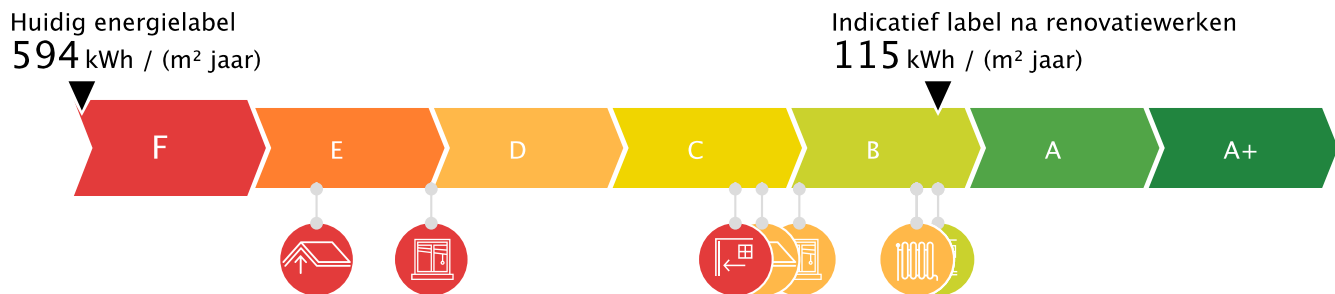 Huidig energielabel
594 kWh / (m² jaar)
Indicatief label na renovatiewerken
115 kWh / (m² jaar)
F E D C B A A+